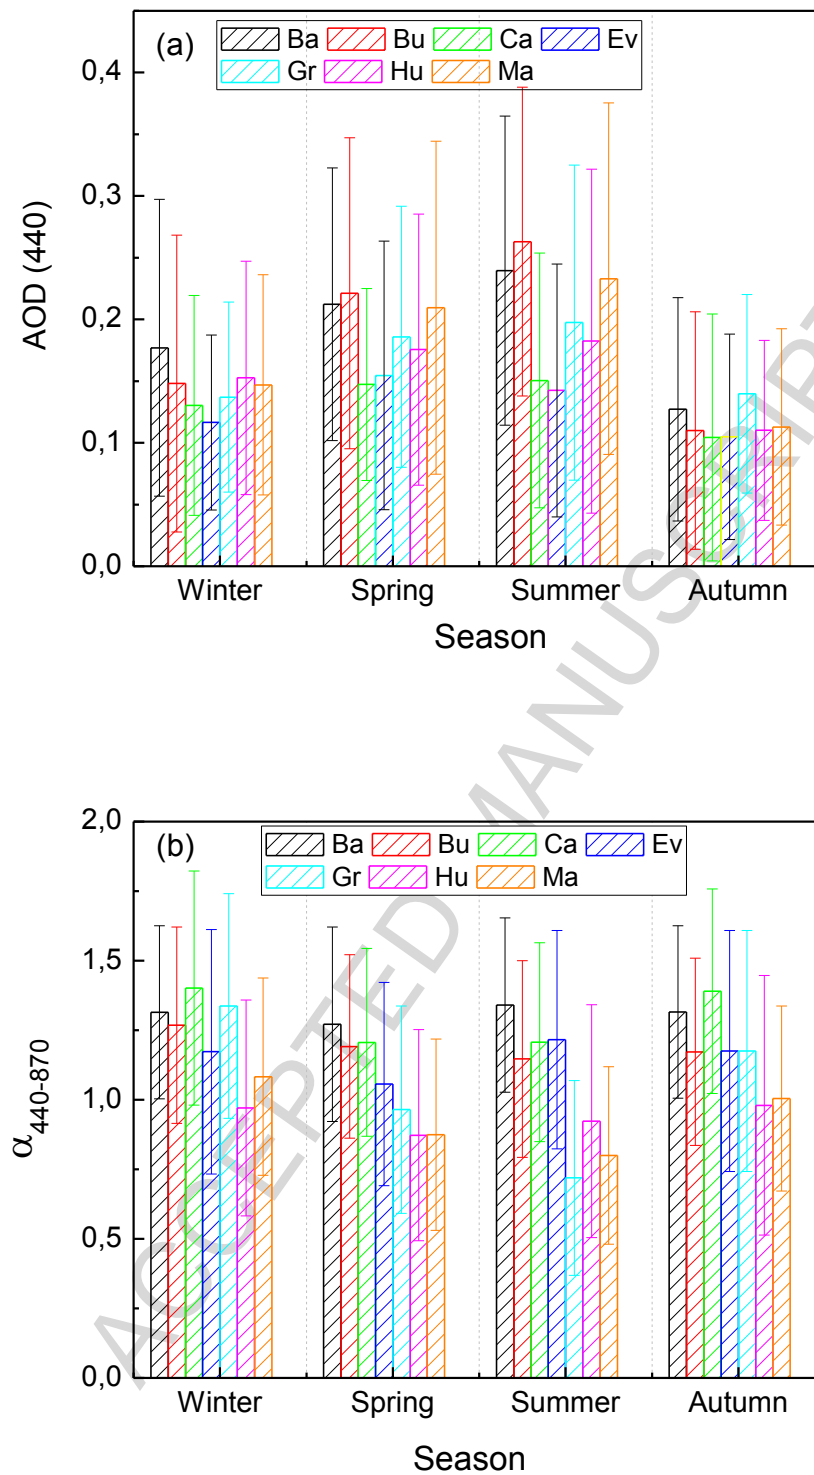 (a)
Ba Bu Ca Ev
Gr Hu Ma
0,4
0,3
0,2
0,1
0,0
AOD (440)
Winter Spring Summer Autumn
Season
(b)
Ba Bu Ca Ev
Gr Hu Ma
2,0
1,5
1,0
0,5
0,0
α440-870
Winter Spring Summer Autumn
Season
ACCEPTED MANUSCRIPT